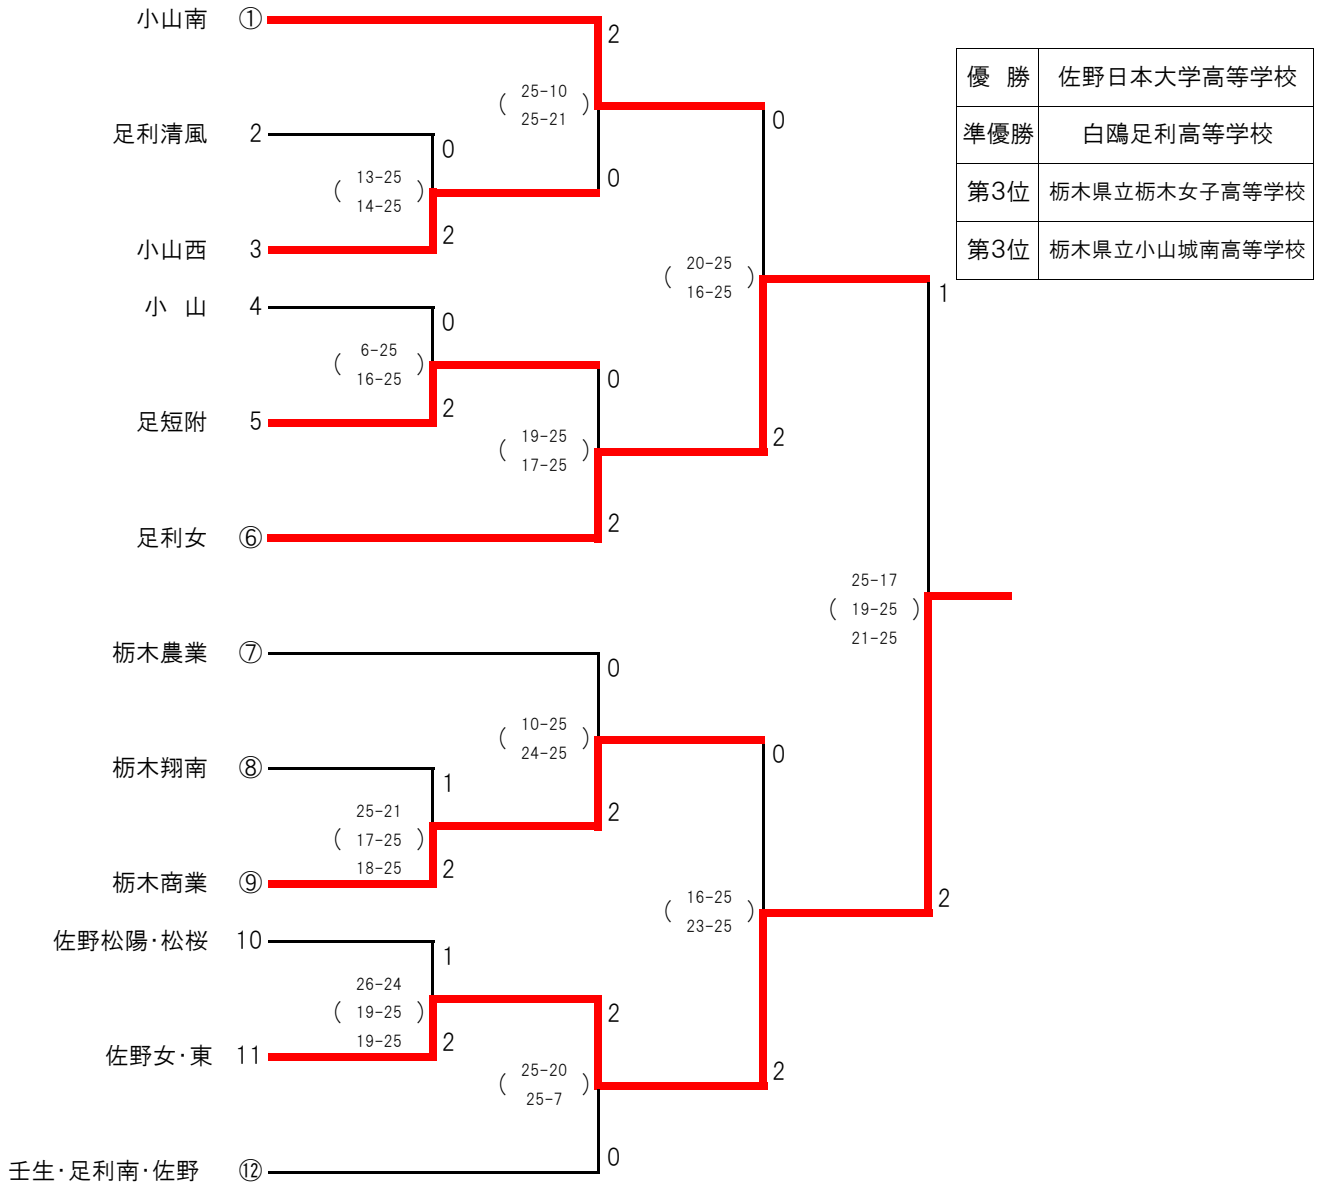 小山南 ①
2
25-10
25-21
足利清風 2
0
13-25
14-25
0
小山西 3
2
0
小 山 4
0
6-25
16-25
0
足短附 5
2
19-25
17-25
2
足利女 ⑥
2
20-25
16-25
1
栃木農業 ⑦
0
10-25
24-25
0
栃木翔南 ⑧
1
25-21
17-25
18-25
2
栃木商業 ⑨
2
佐野松陽・松桜 10
1
26-24
19-25
19-25
2
佐野女・東 11
2
25-20
25-7
2
壬生・足利南・佐野 ⑫
0
16-25
23-25
2
25-17
19-25
21-25
優 勝 佐野日本大学高等学校
準優勝 白鴎足利高等学校
第3位 栃木県立栃木女子高等学校
第3位 栃木県立小山城南高等学校